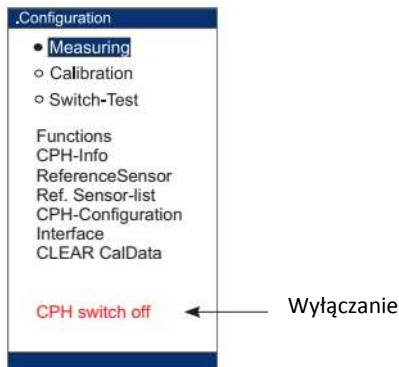 .Configuration
Measuring
Calibration
Switch-Test
Functions
CPH-Info
ReferenceSensor
Ref. Sensor-list
CPH-Configuration
Interface
CLEAR CalData
CPH switch off
Wyłączanie